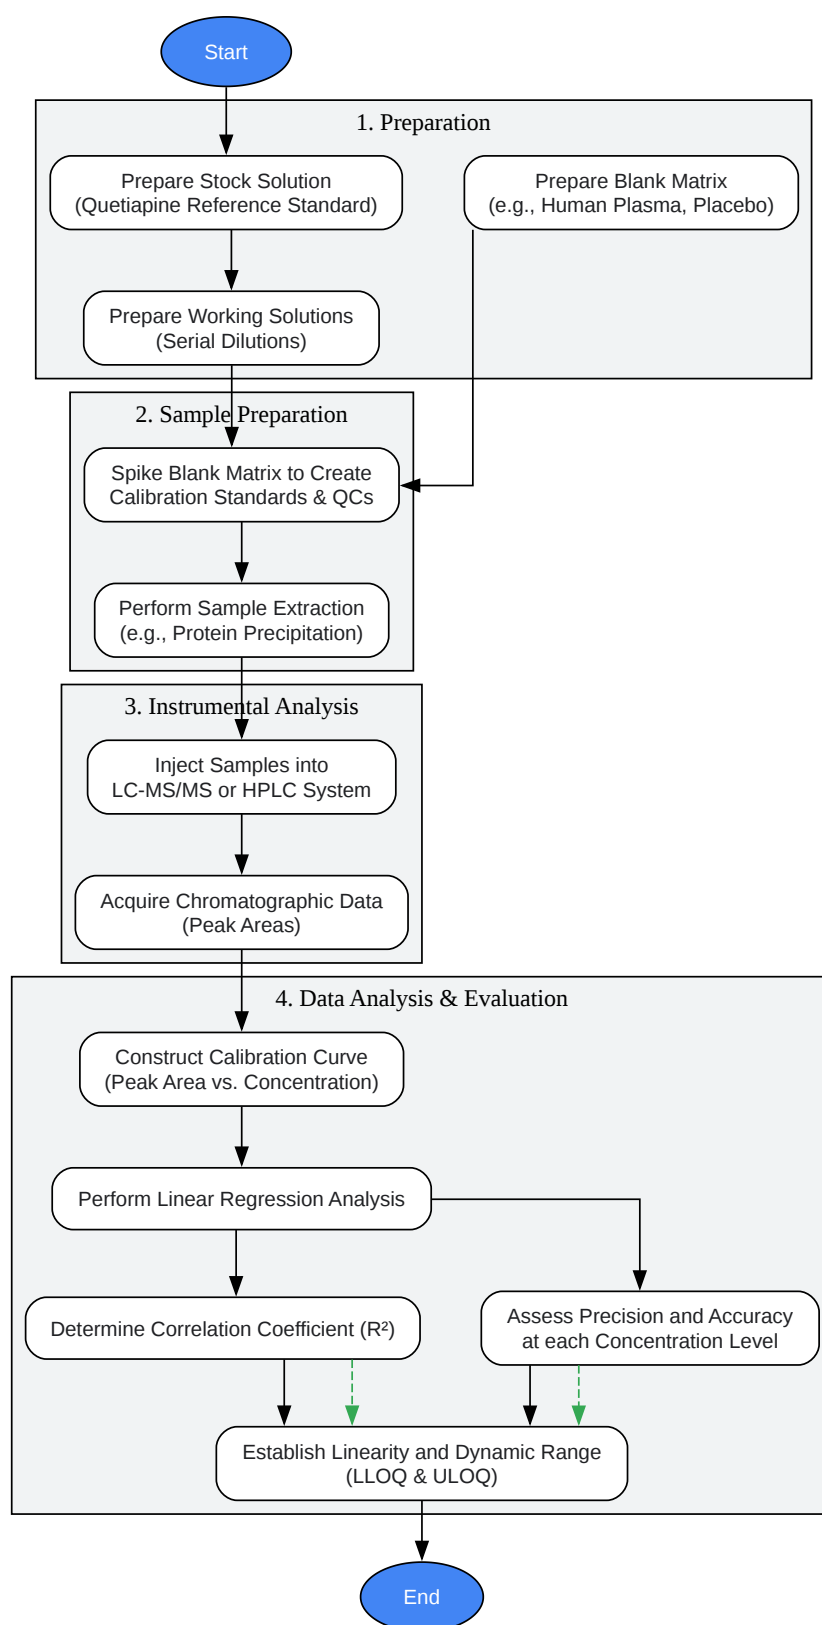 Start
1. Preparation
Prepare Stock Solution
(Quetiapine Reference Standard)
Prepare Blank Matrix
(e.g., Human Plasma, Placebo)
Prepare Working Solutions
(Serial Dilutions)
2. Sample Preparation
Spike Blank Matrix to Create
Calibration Standards & QCs
Perform Sample Extraction
(e.g., Protein Precipitation)
3. Instrumental Analysis
Inject Samples into
LC-MS/MS or HPLC System
Acquire Chromatographic Data
(Peak Areas)
4. Data Analysis & Evaluation
Construct Calibration Curve
(Peak Area vs. Concentration)
Perform Linear Regression Analysis
Determine Correlation Coefficient (R²)
Assess Precision and Accuracy
at each Concentration Level
Establish Linearity and Dynamic Range
(LLOQ & ULOQ)
End